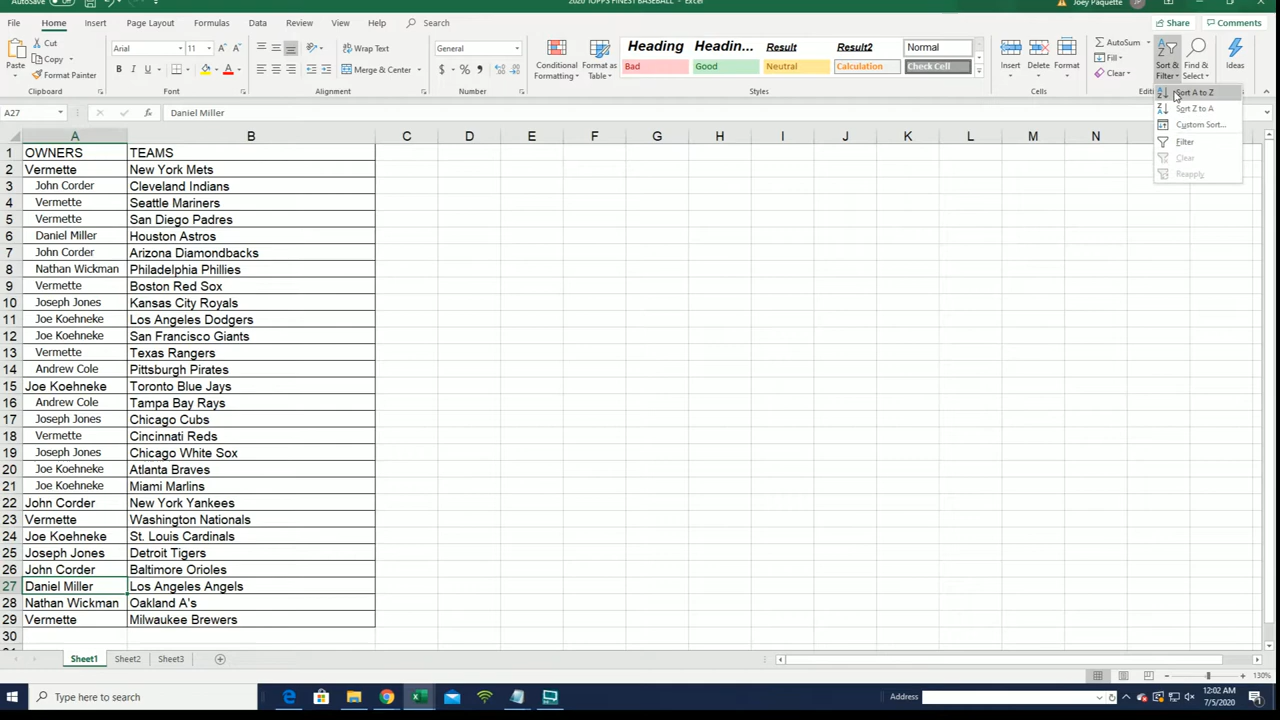 AutoSave Off
2020 TOPPS FINEST BASEBALL - Excel
Joey Paquette JP
File Home Insert Page Layout Formulas Data Review View Help Search
Share Comments
Paste
Cut
Copy
Format Painter
Clipboard
Arial 11
B I U
Font
Wrap Text
Merge & Center
Alignment
General
$ % 9
Number
Conditional Formatting
Format as Table
Heading Headin... Result Result2 Normal
Bad Good Neutral Calculation Check Cell
Styles
Insert Delete Format
Cells
AutoSum
Fill
Clear
Sort & Filter
Find & Select
Ideas
Sort A to Z
Sort Z to A
Custom Sort...
Filter
Clear
Reapply
A27 Daniel Miller
A B C D E F G H I J K L M N
1 OWNERS TEAMS
2 Vermette New York Mets
3 John Corder Cleveland Indians
4 Vermette Seattle Mariners
5 Vermette San Diego Padres
6 Daniel Miller Houston Astros
7 John Corder Arizona Diamondbacks
8 Nathan Wickman Philadelphia Phillies
9 Vermette Boston Red Sox
10 Joseph Jones Kansas City Royals
11 Joe Koehneke Los Angeles Dodgers
12 Joe Koehneke San Francisco Giants
13 Vermette Texas Rangers
14 Andrew Cole Pittsburgh Pirates
15 Joe Koehneke Toronto Blue Jays
16 Andrew Cole Tampa Bay Rays
17 Joseph Jones Chicago Cubs
18 Vermette Cincinnati Reds
19 Joseph Jones Chicago White Sox
20 Joe Koehneke Atlanta Braves
21 Joe Koehneke Miami Marlins
22 John Corder New York Yankees
23 Vermette Washington Nationals
24 Joe Koehneke St. Louis Cardinals
25 Joseph Jones Detroit Tigers
26 John Corder Baltimore Orioles
27 Daniel Miller Los Angeles Angels
28 Nathan Wickman Oakland A's
29 Vermette Milwaukee Brewers
30
Sheet1 Sheet2 Sheet3
130%
Type here to search
Address
12:02 AM
7/5/2020